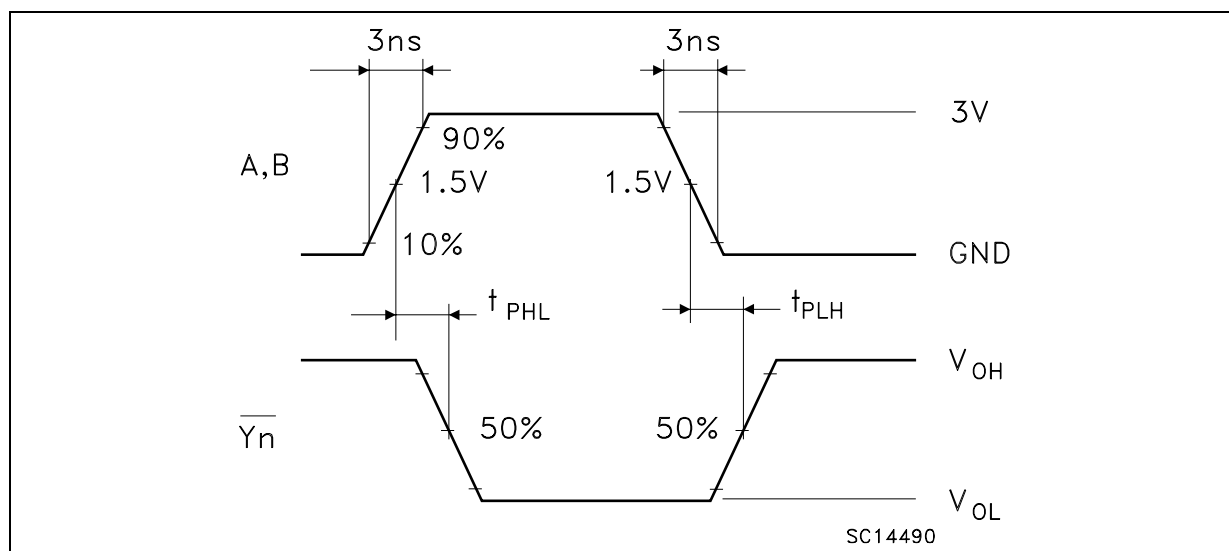 3ns 3ns
3V
90%
A,B
1.5V 1.5V
10%
GND
t PHL tPLH
VOH
Yn
50% 50%
VOL
SC14490